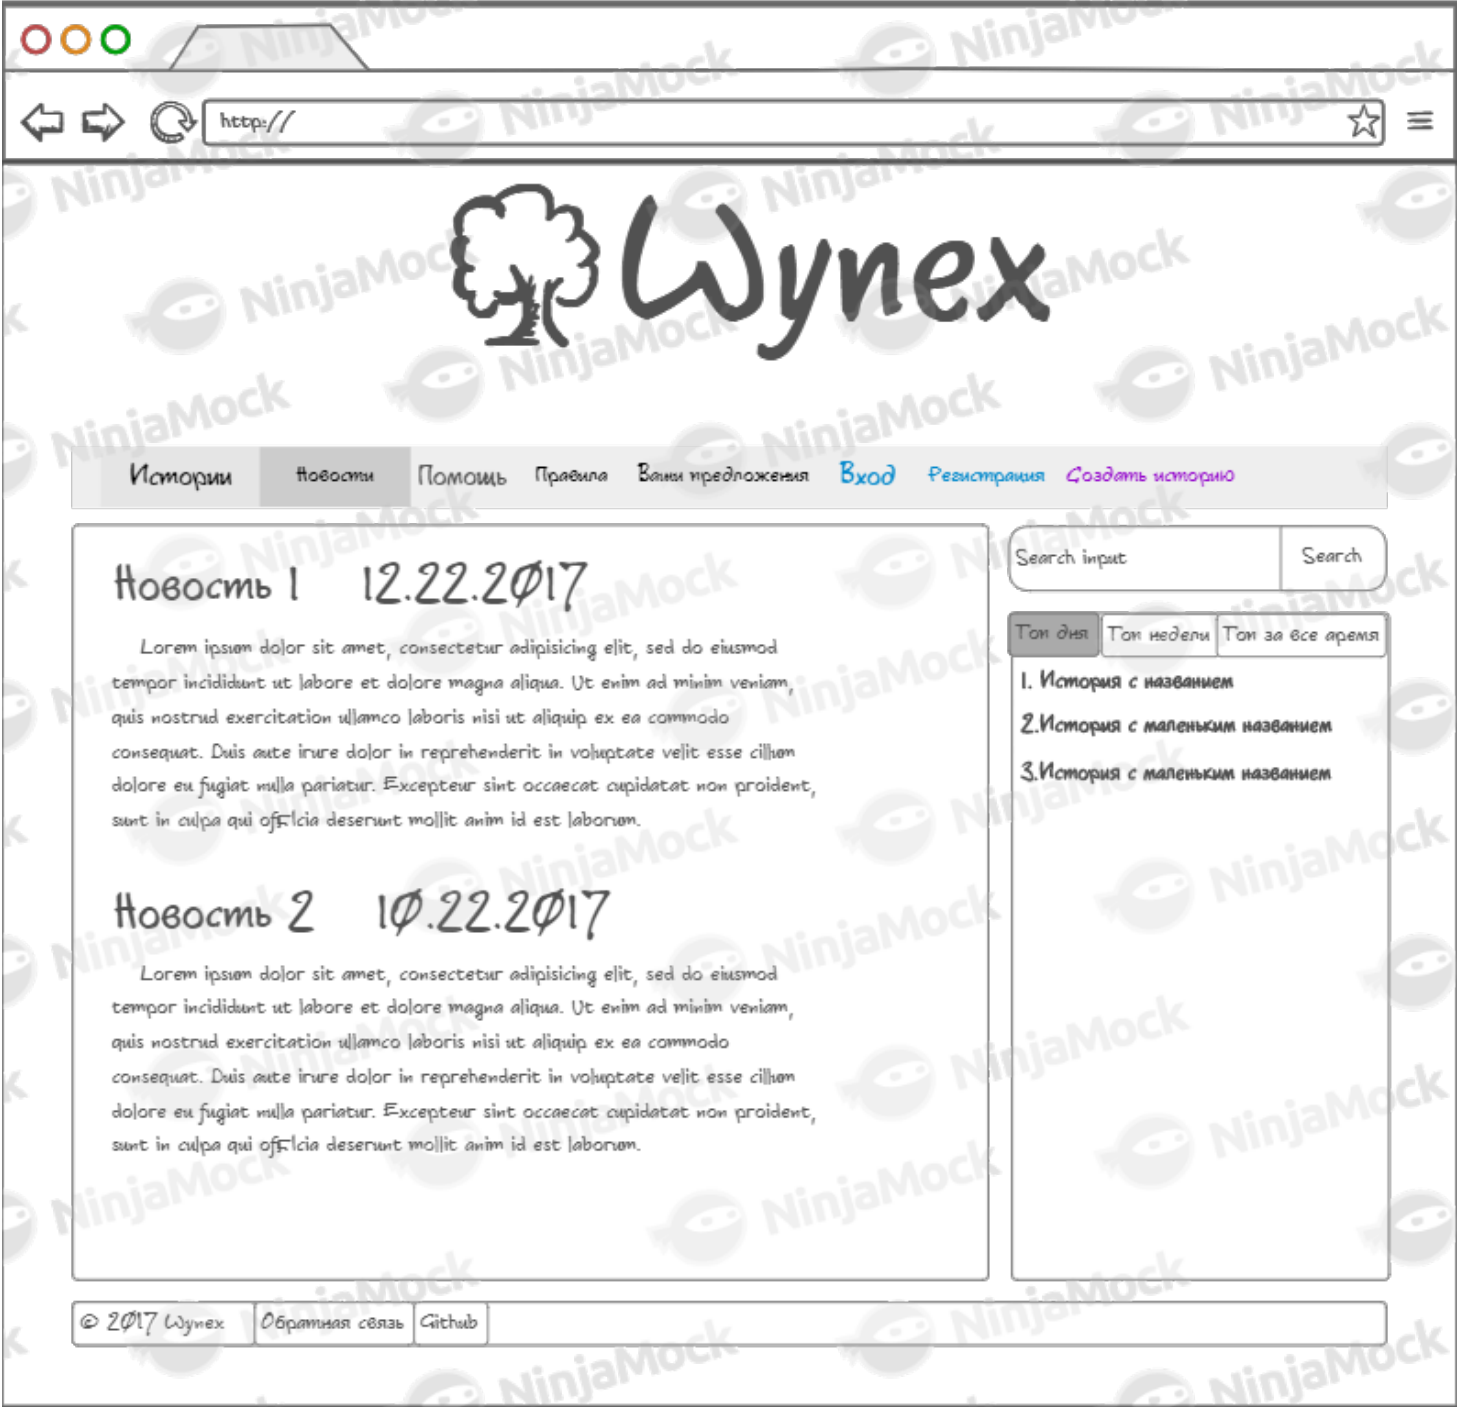 http://
Wynex
Истории Новости Помощь Правила Ваши предложения Вход Регистрация Создать историю
Новость 1 12.22.2017
Lorem ipsum dolor sit amet, consectetur adipisicing elit, sed do eiusmod
tempor incididunt ut labore et dolore magna aliqua. Ut enim ad minim veniam,
quis nostrud exercitation ullamco laboris nisi ut aliquip ex ea commodo
consequat. Duis aute irure dolor in reprehenderit in voluptate velit esse cillum
dolore eu fugiat nulla pariatur. Excepteur sint occaecat cupidatat non proident,
sunt in culpa qui officia deserunt mollit anim id est laborum.
Новость 2 10.22.2017
Lorem ipsum dolor sit amet, consectetur adipisicing elit, sed do eiusmod
tempor incididunt ut labore et dolore magna aliqua. Ut enim ad minim veniam,
quis nostrud exercitation ullamco laboris nisi ut aliquip ex ea commodo
consequat. Duis aute irure dolor in reprehenderit in voluptate velit esse cillum
dolore eu fugiat nulla pariatur. Excepteur sint occaecat cupidatat non proident,
sunt in culpa qui officia deserunt mollit anim id est laborum.
Search input Search
Топ дня Топ недели Топ за все аремя
1. История с названием
2.История с маленьким названием
3.История с маленьким названием
© 2017 Wynex Обратная связь Github
NinjaMock